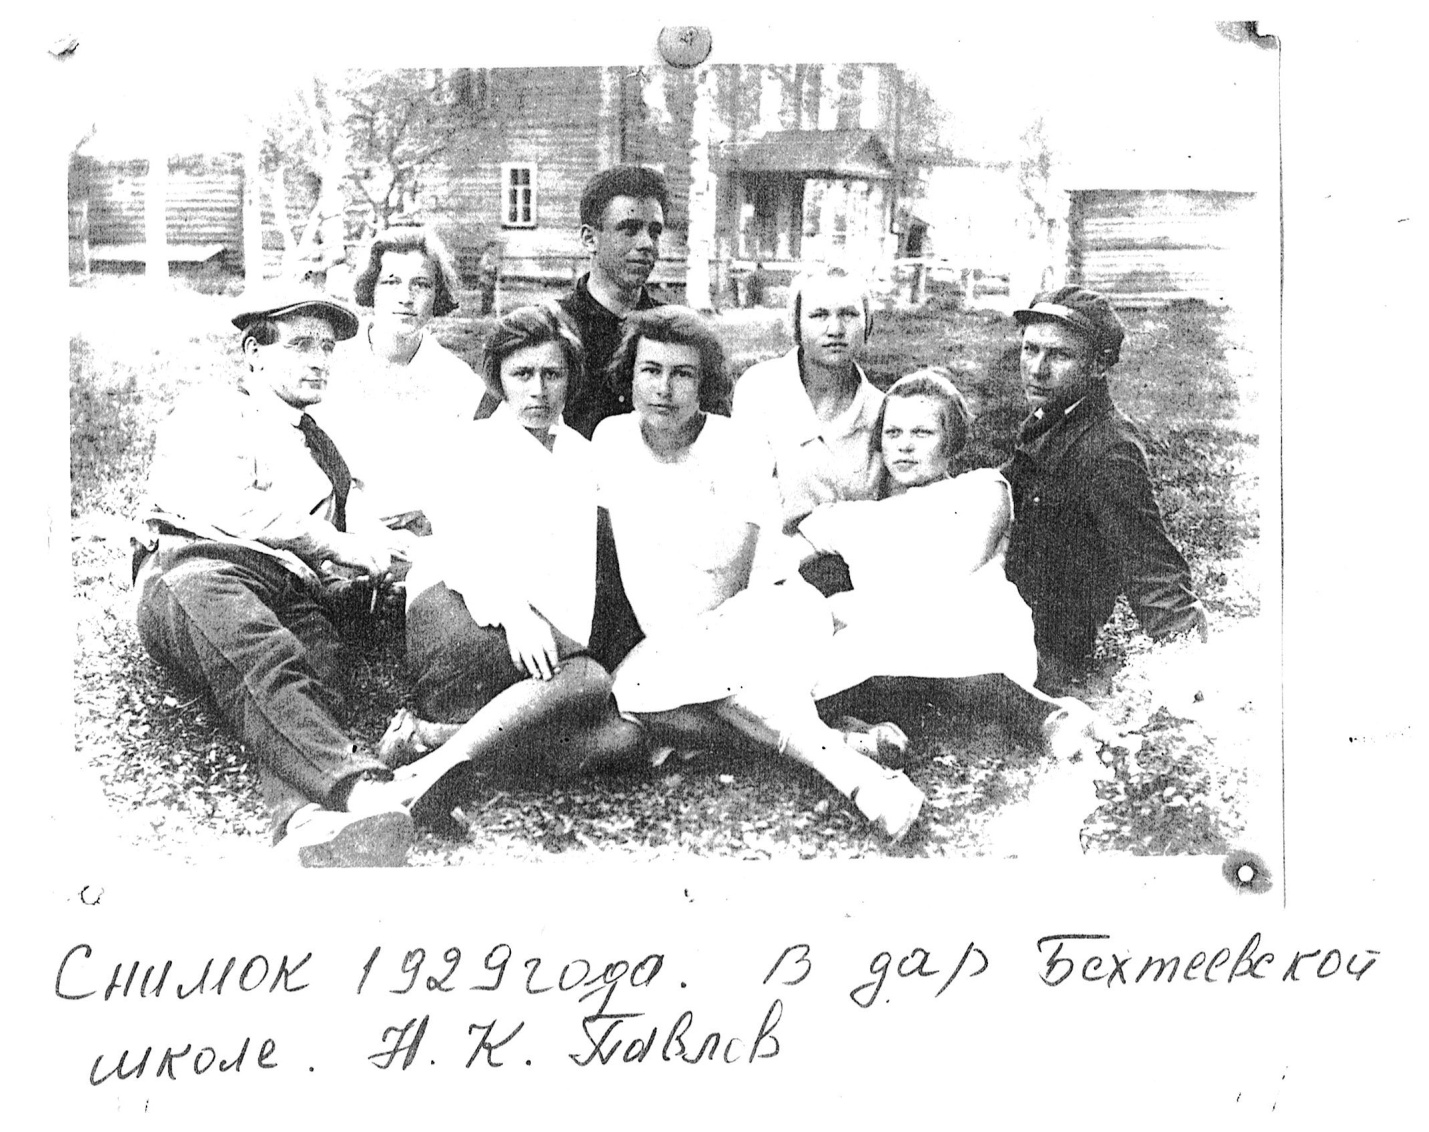 Снимок 1929 года. В дар Бехтеевской
школе. Н. К. Павлов